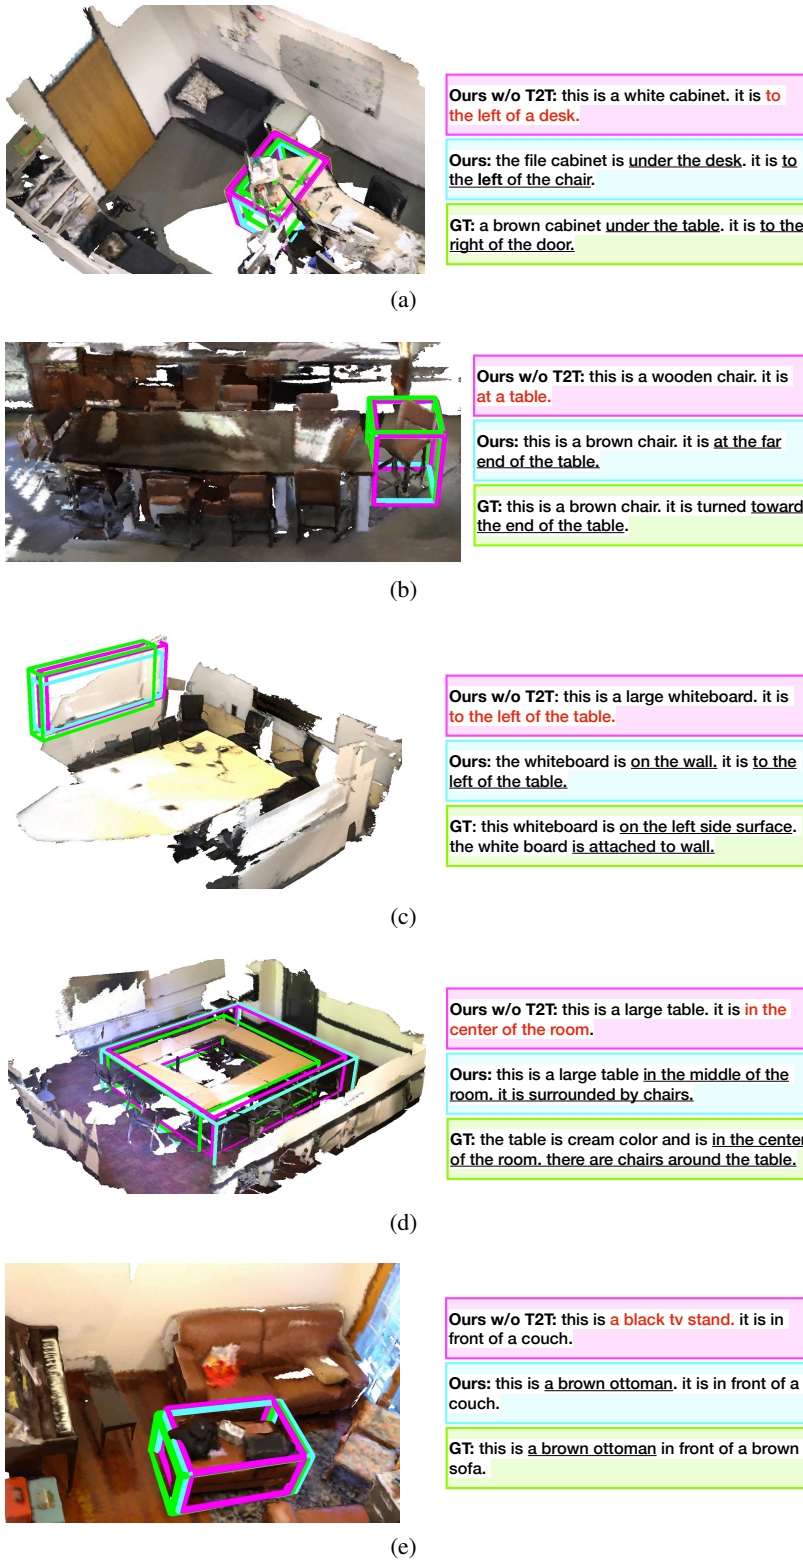 Ours w/o T2T: this is a white cabinet. it is to
the left of a desk.
Ours: the file cabinet is under the desk. it is to
the left of the chair.
GT: a brown cabinet under the table. it is to the
right of the door.
(a)
Ours w/o T2T: this is a wooden chair. it is
at a table.
Ours: this is a brown chair. it is at the far
end of the table.
GT: this is a brown chair. it is turned toward
the end of the table.
(b)
Ours w/o T2T: this is a large whiteboard. it is
to the left of the table.
Ours: the whiteboard is on the wall. it is to the
left of the table.
GT: this whiteboard is on the left side surface.
the white board is attached to wall.
(c)
Ours w/o T2T: this is a large table. it is in the
center of the room.
Ours: this is a large table in the middle of the
room. it is surrounded by chairs.
GT: the table is cream color and is in the center
of the room. there are chairs around the table.
(d)
Ours w/o T2T: this is a black tv stand. it is in
front of a couch.
Ours: this is a brown ottoman. it is in front of a
couch.
GT: this is a brown ottoman in front of a brown
sofa.
(e)